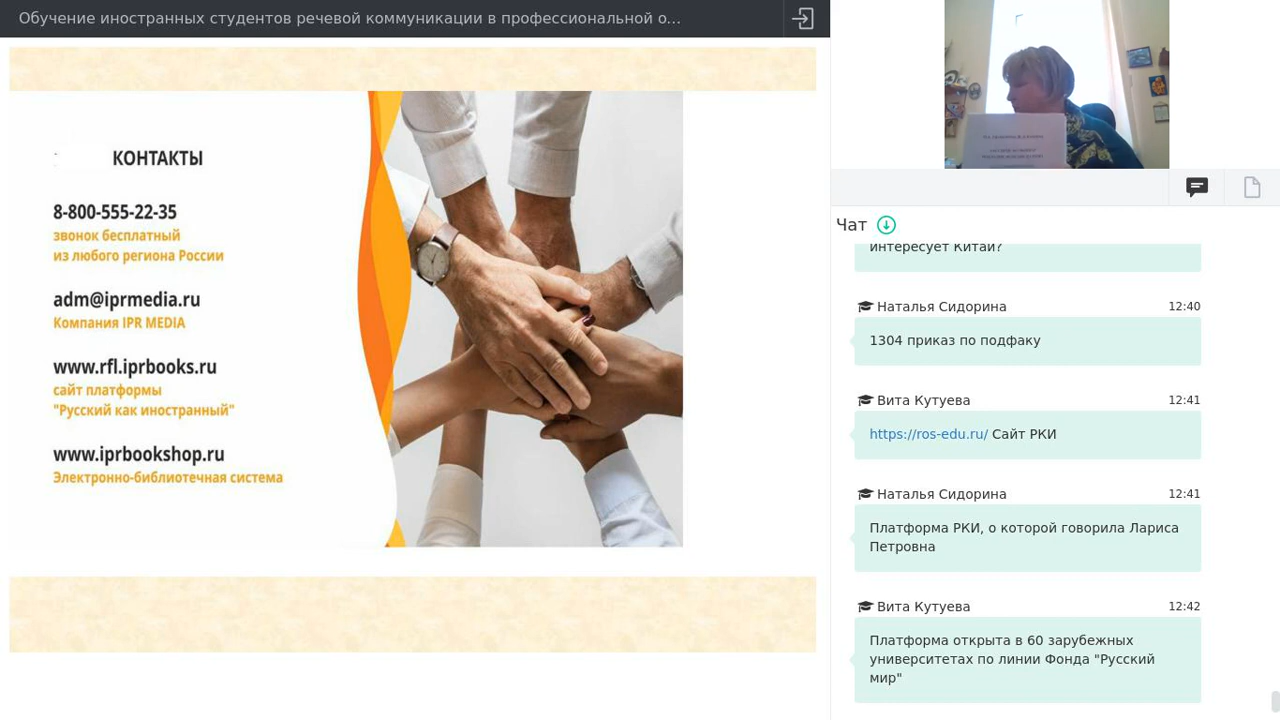 Обучение иностранных студентов речевой коммуникации в профессиональной о...
КОНТАКТЫ
8-800-555-22-35
звонок бесплатный
из любого региона России
adm@iprmedia.ru
Компания IPR MEDIA
www.rfl.iprbooks.ru
сайт платформы
"Русский как иностранный"
www.iprbookshop.ru
Электронно-библиотечная система
Чат
интересует Китай?
Наталья Сидорина 12:40
1304 приказ по подфаку
Вита Кутуева 12:41
https://ros-edu.ru/ Сайт РКИ
Наталья Сидорина 12:41
Платформа РКИ, о которой говорила Лариса
Петровна
Вита Кутуева 12:42
Платформа открыта в 60 зарубежных
университетах по линии Фонда "Русский
мир"